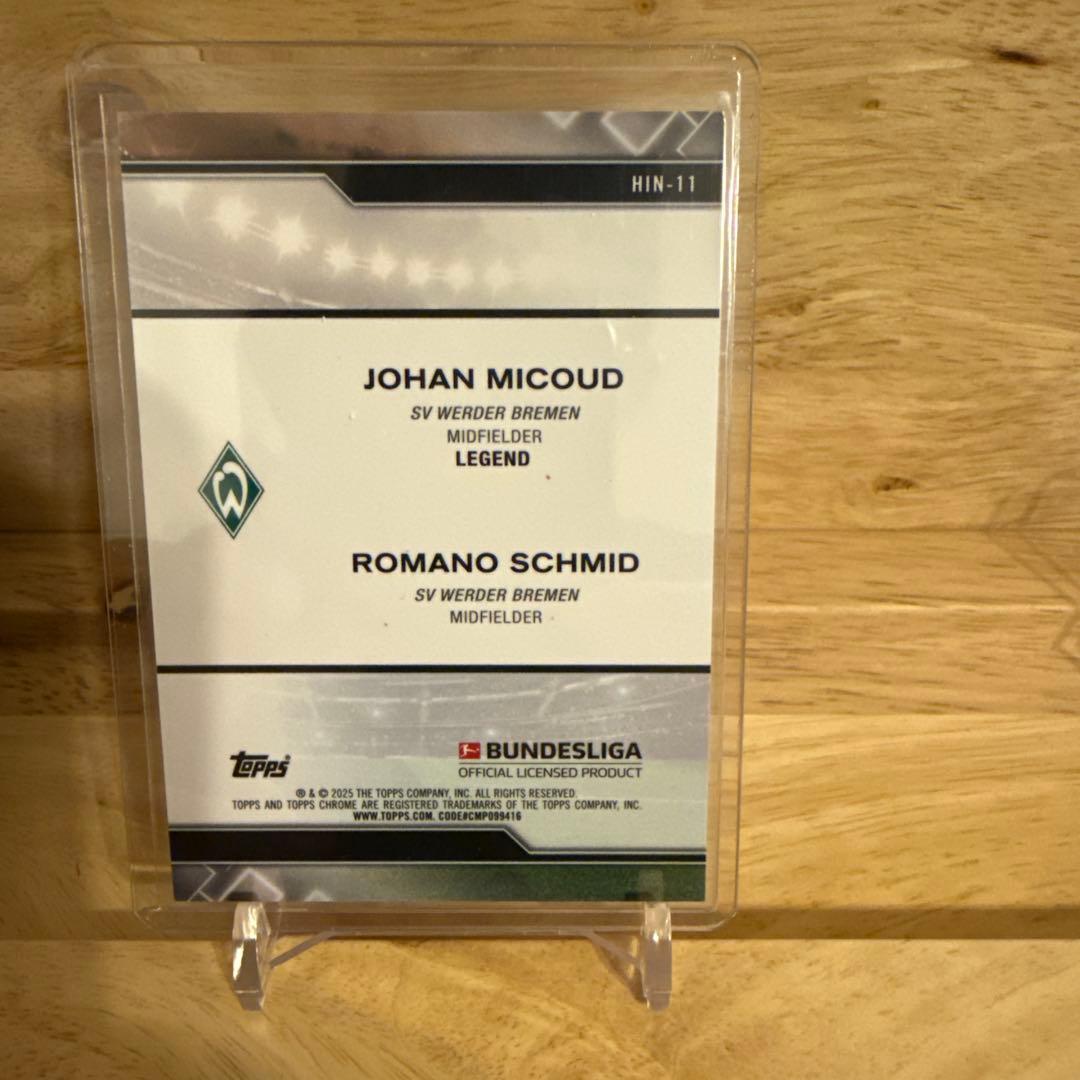 HIN-11
JOHAN MICOUD
SV WERDER BREMEN
MIDFIELDER
LEGEND
W
ROMANO SCHMID
SV WERDER BREMEN
MIDFIELDER
Topps®
BUNDESLIGA
OFFICIAL LICENSED PRODUCT
® & © 2025 THE TOPPS COMPANY, INC. ALL RIGHTS RESERVED.
TOPPS AND TOPPS CHROME ARE REGISTERED TRADEMARKS OF THE TOPPS COMPANY, INC.
WWW.TOPPS.COM. CODE#CMP099416